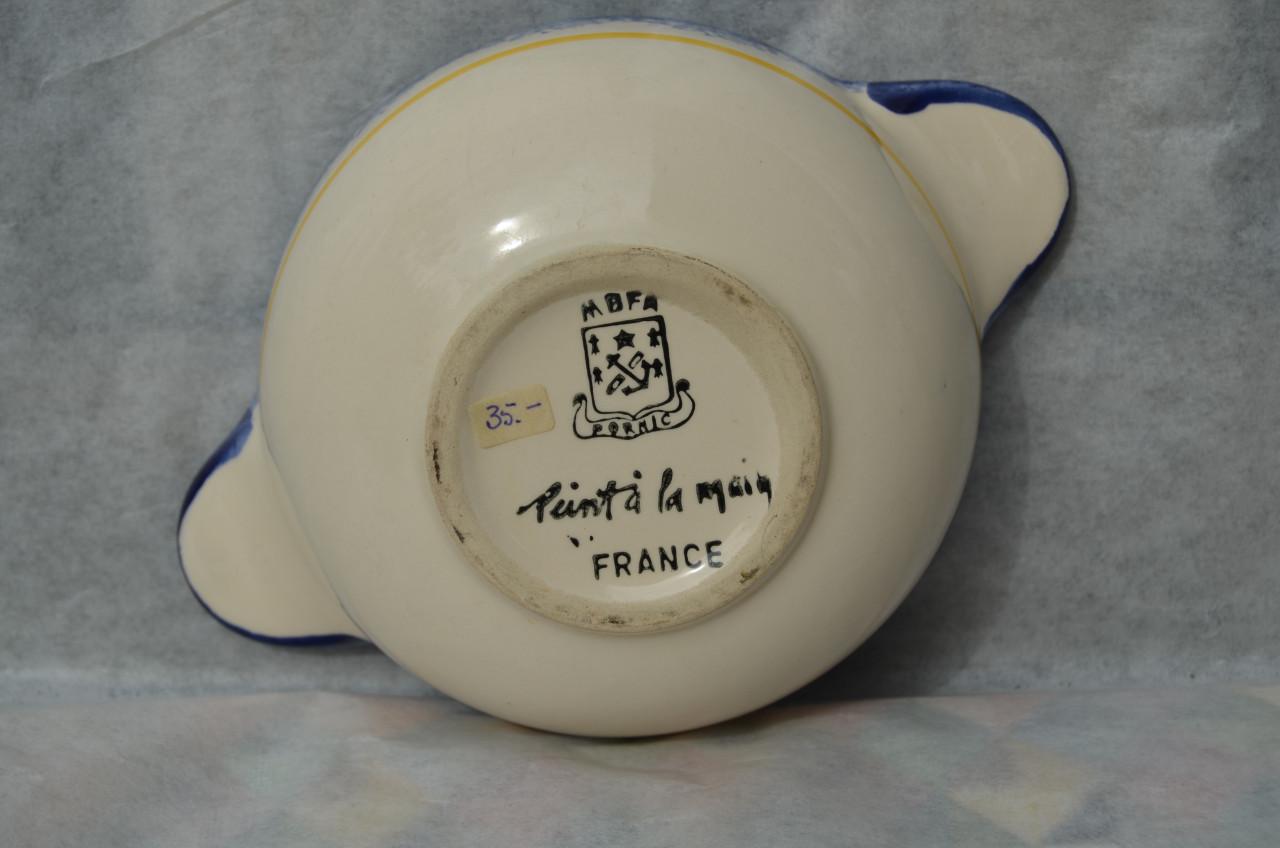 MBFA
PORNIC
35.-
Peint à la main
FRANCE